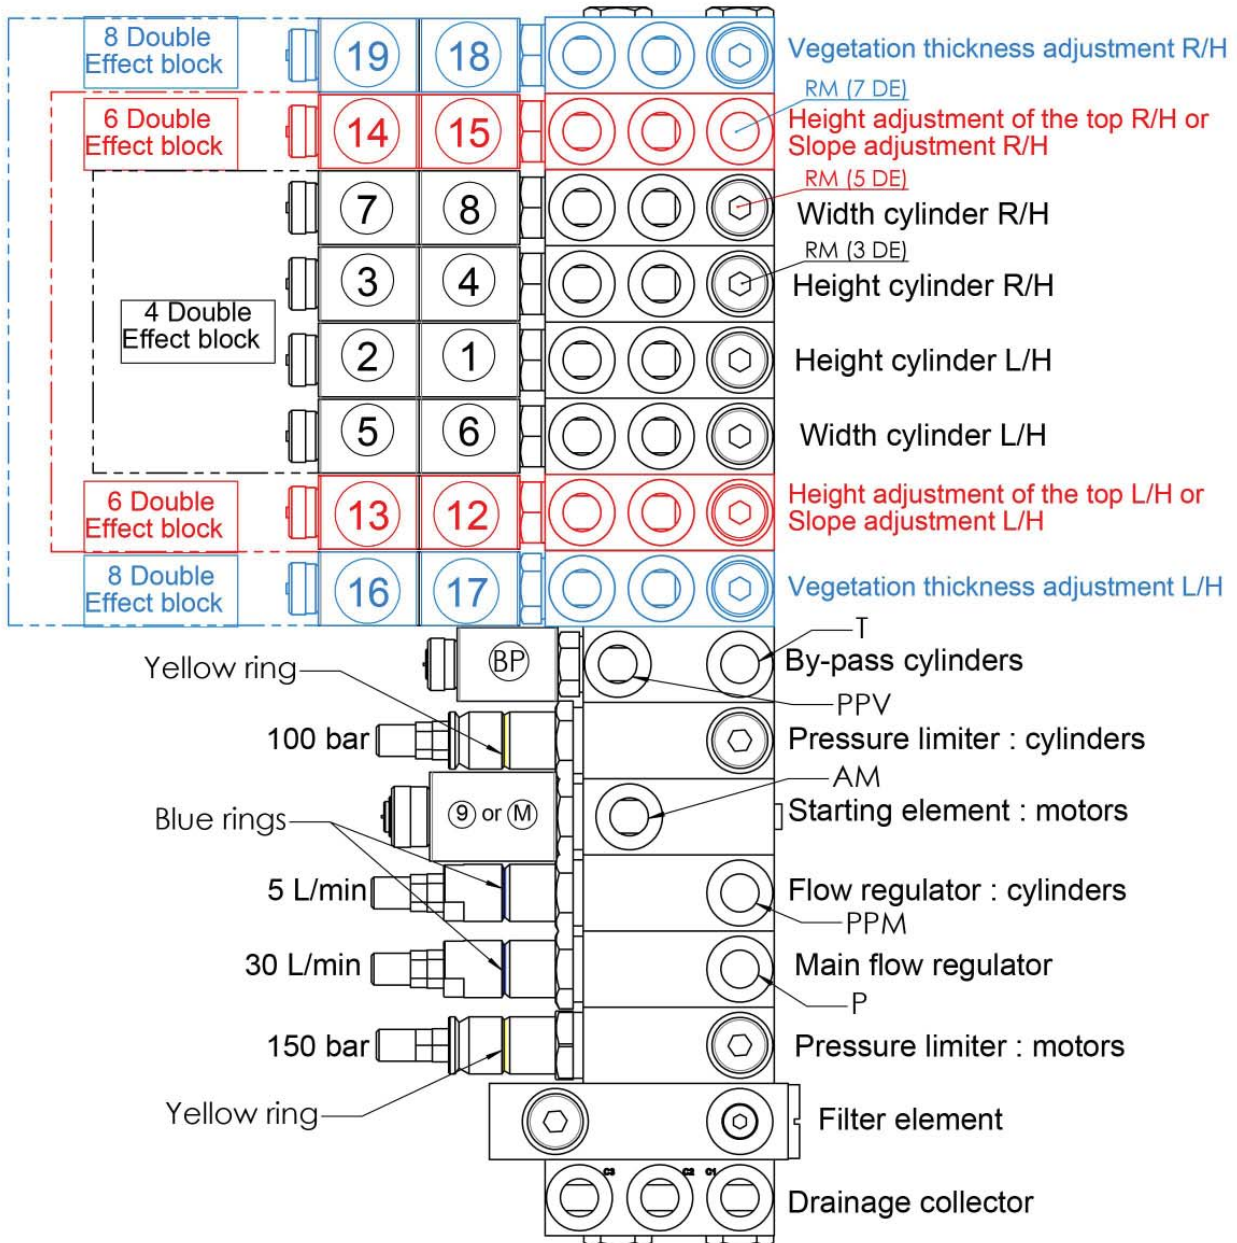 8 Double
Effect block
19
18
Vegetation thickness adjustment R/H
RM (7 DE)
6 Double
Effect block
14
15
Height adjustment of the top R/H or
Slope adjustment R/H
RM (5 DE)
7
8
Width cylinder R/H
RM (3 DE)
3
4
Height cylinder R/H
4 Double
Effect block
2
1
Height cylinder L/H
5
6
Width cylinder L/H
6 Double
Effect block
13
12
Height adjustment of the top L/H or
Slope adjustment L/H
8 Double
Effect block
16
17
Vegetation thickness adjustment L/H
T
Yellow ring
BP
By-pass cylinders
PPV
100 bar
Pressure limiter : cylinders
AM
Blue rings
9 or M
Starting element : motors
5 L/min
Flow regulator : cylinders
PPM
30 L/min
Main flow regulator
P
150 bar
Pressure limiter : motors
Yellow ring
Filter element
C3
C2
C1
Drainage collector